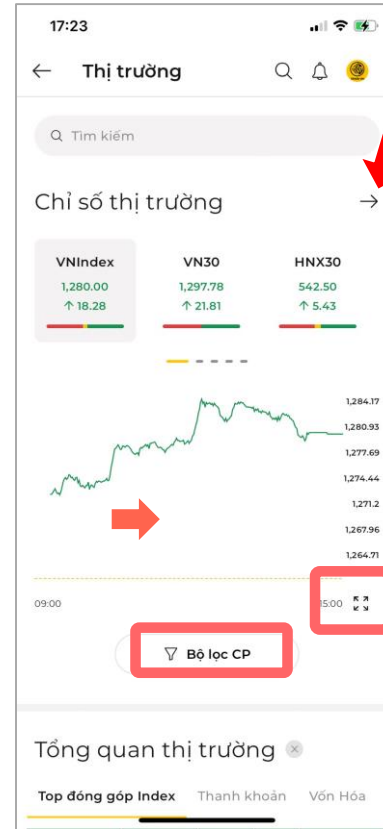 17:23
Thị trường
Tìm kiếm
Chỉ số thị trường
VNIndex VN30 HNX30
1,280.00 1,297.78 542.50
↑ 18.28 ↑ 21.81 ↑ 5.43
1,284.17
1,280.93
1,277.69
1,274.44
1,271.2
1,267.96
1,264.71
09:00 15:00
Bộ lọc CP
Tổng quan thị trường
Top đóng góp Index Thanh khoản Vốn Hóa